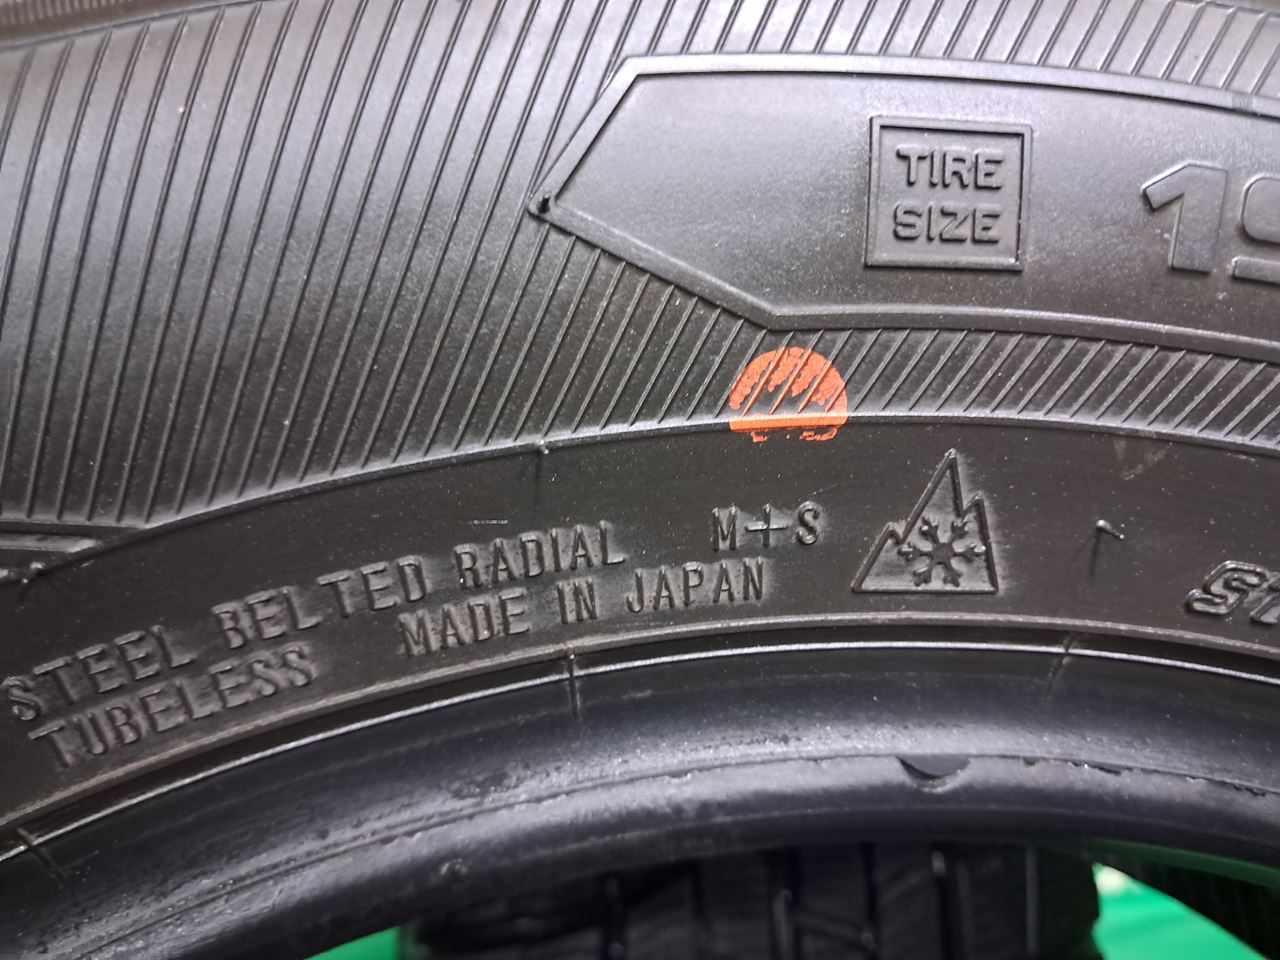 TIRE
SIZE
STEEL BELTED RADIAL M+S
TUBELESS MADE IN JAPAN